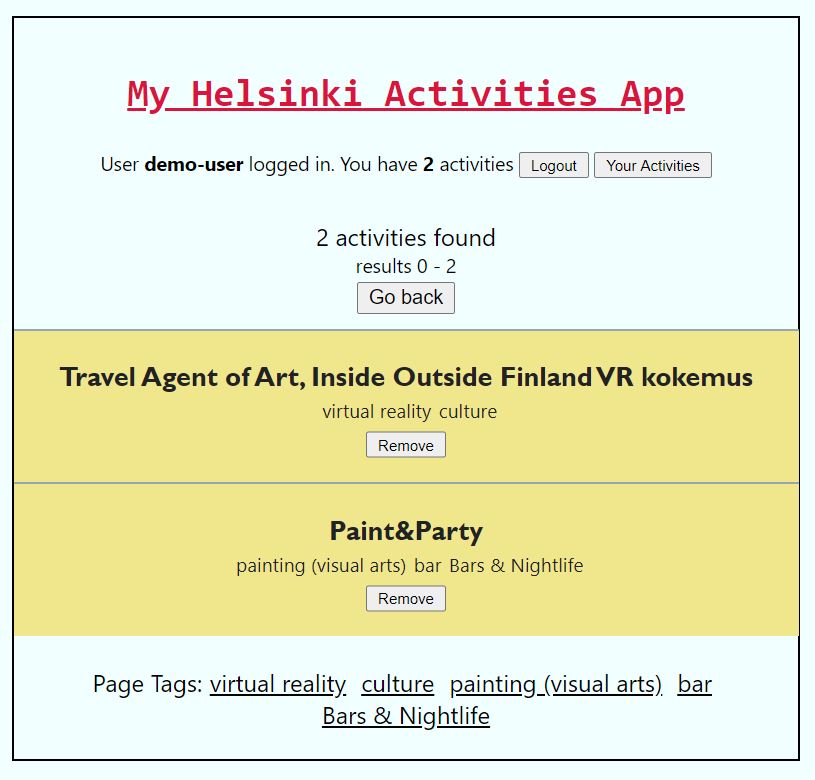 My Helsinki Activities App
User demo-user logged in. You have 2 activities Logout Your Activities
2 activities found
results 0 - 2
Go back
Travel Agent of Art, Inside Outside Finland VR kokemus
virtual reality culture
Remove
Paint&Party
painting (visual arts) bar Bars & Nightlife
Remove
Page Tags: virtual reality culture painting (visual arts) bar
Bars & Nightlife